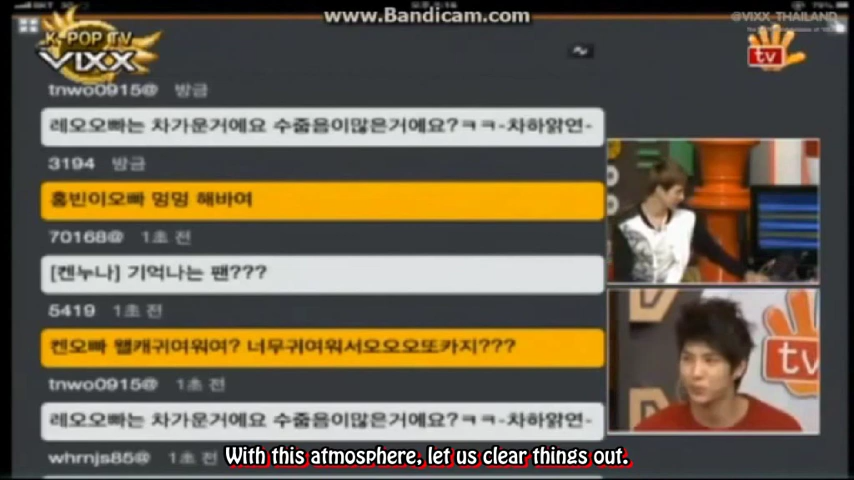 www.Bandicam.com
@VIXX_THAILAND
K-POP TV
VIXX
tv
tnwo0915@ 방금
레오오빠는 차가운거에요 수줍음이많은거에요?ㅋㅋ-차하앍연-
3194 방금
홍빈이오빠 멍멍 해바여
70168@ 1초 전
[켄누나] 기억나는 팬???
5419 1초 전
켄오빠 웰캐귀여워여? 너무귀여워서오오오또카지???
tnwo0915@ 1초 전
레오오빠는 차가운거에요 수줍음이많은거에요?ㅋㅋ-차하앍연-
tv
whrnjs85@ 1초 전
With this atmosphere, let us clear things out.